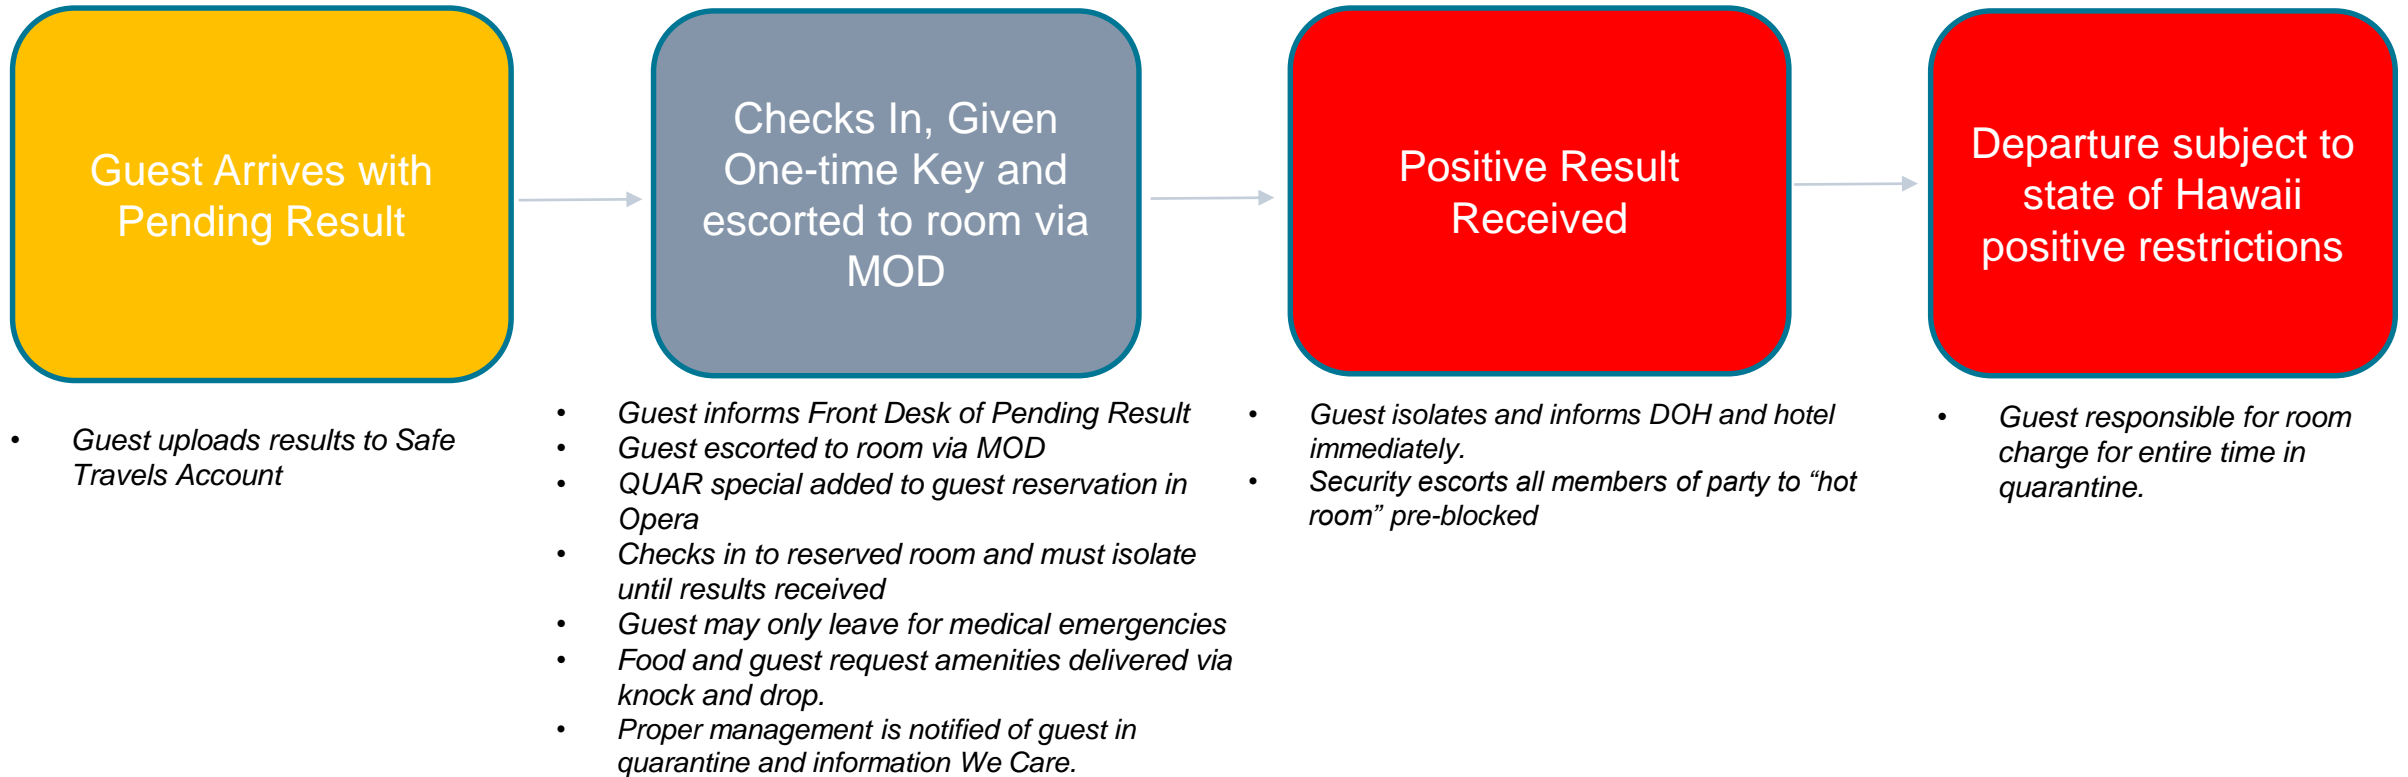 Guest Arrives with
Pending Result
Checks In, Given
One-time Key and
escorted to room via
MOD
Positive Result
Received
Departure subject to
state of Hawaii
positive restrictions
• Guest uploads results to Safe
Travels Account
• Guest informs Front Desk of Pending Result
• Guest escorted to room via MOD
• QUAR special added to guest reservation in
Opera
• Checks in to reserved room and must isolate
until results received
• Guest may only leave for medical emergencies
• Food and guest request amenities delivered via
knock and drop.
• Proper management is notified of guest in
quarantine and information We Care.
• Guest isolates and informs DOH and hotel
immediately.
• Security escorts all members of party to “hot
room” pre-blocked
• Guest responsible for room
charge for entire time in
quarantine.